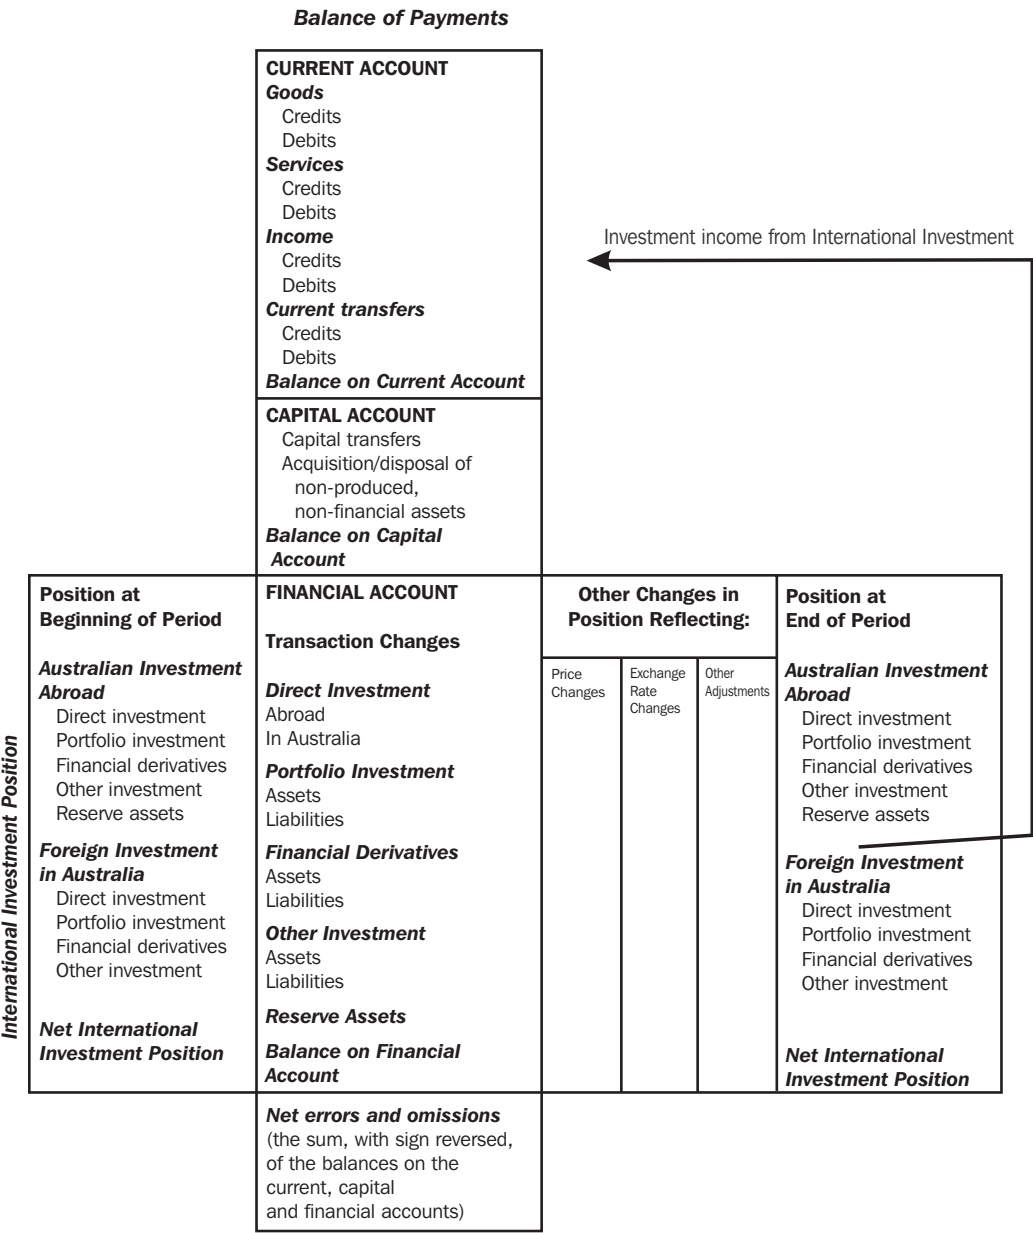 Balance of Payments
CURRENT ACCOUNT
Goods
Credits
Debits
Services
Credits
Debits
Income
Credits
Debits
Current transfers
Credits
Debits
Balance on Current Account
Investment income from International Investment
CAPITAL ACCOUNT
Capital transfers
Acquisition/disposal of
non-produced,
non-financial assets
Balance on Capital
Account
International Investment Position
Position at
Beginning of Period
Australian Investment
Abroad
Direct investment
Portfolio investment
Financial derivatives
Other investment
Reserve assets
Foreign Investment
in Australia
Direct investment
Portfolio investment
Financial derivatives
Other investment
Net International
Investment Position
FINANCIAL ACCOUNT
Transaction Changes
Direct Investment
Abroad
In Australia
Portfolio Investment
Assets
Liabilities
Financial Derivatives
Assets
Liabilities
Other Investment
Assets
Liabilities
Reserve Assets
Balance on Financial
Account
Other Changes in
Position Reflecting:
Price
Changes
Exchange
Rate
Changes
Other
Adjustments
Position at
End of Period
Australian Investment
Abroad
Direct investment
Portfolio investment
Financial derivatives
Other investment
Reserve assets
Foreign Investment
in Australia
Direct investment
Portfolio investment
Financial derivatives
Other investment
Net International
Investment Position
Net errors and omissions
(the sum, with sign reversed,
of the balances on the
current, capital
and financial accounts)